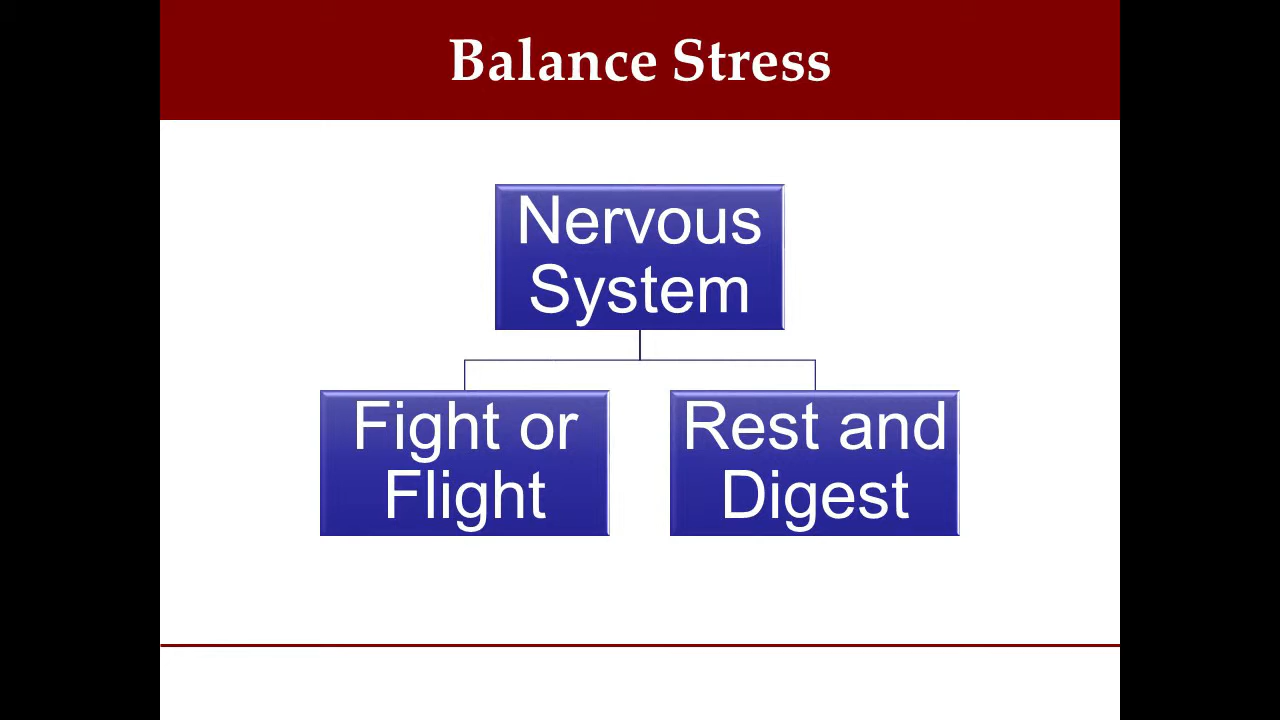 Balance Stress
Nervous
System
Fight or
Flight
Rest and
Digest